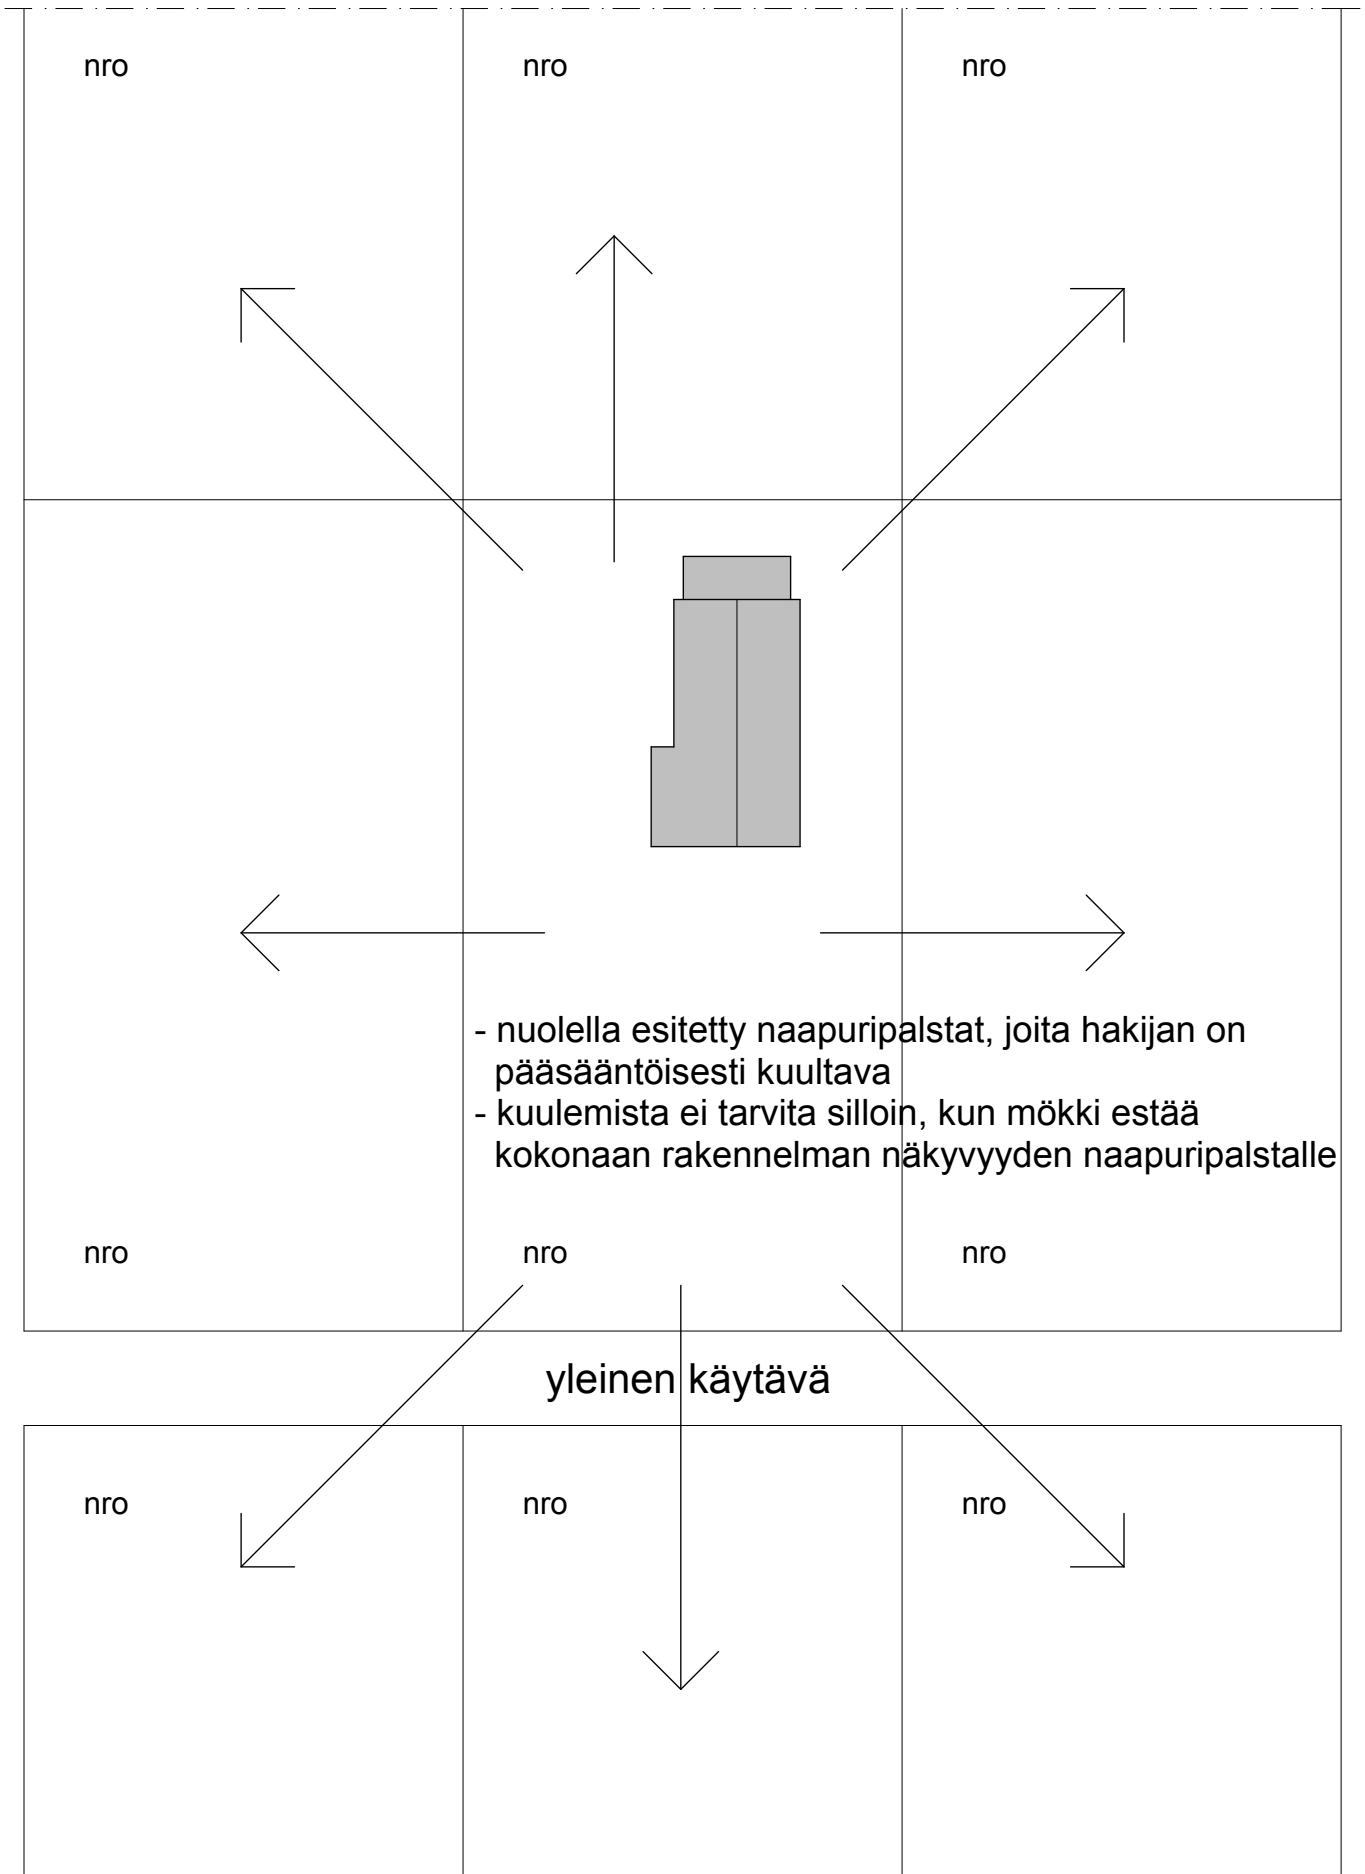 nro
nro
nro
- nuolella esitetty naapuripalstat, joita hakijan on
pääsääntöisesti kuultava
- kuulemista ei tarvita silloin, kun mökki estää
kokonaan rakennelman näkyvyyden naapuripalstalle
nro
nro
nro
yleinen käytävä
nro
nro
nro